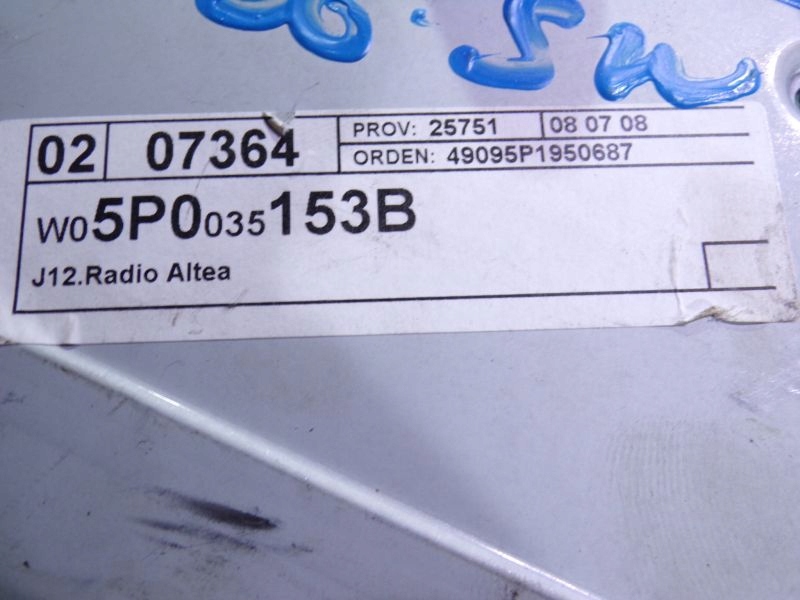 02 07364 PROV: 25751 08 07 08
ORDEN: 49095P1950687
W05P0035153B
J12.Radio Altea